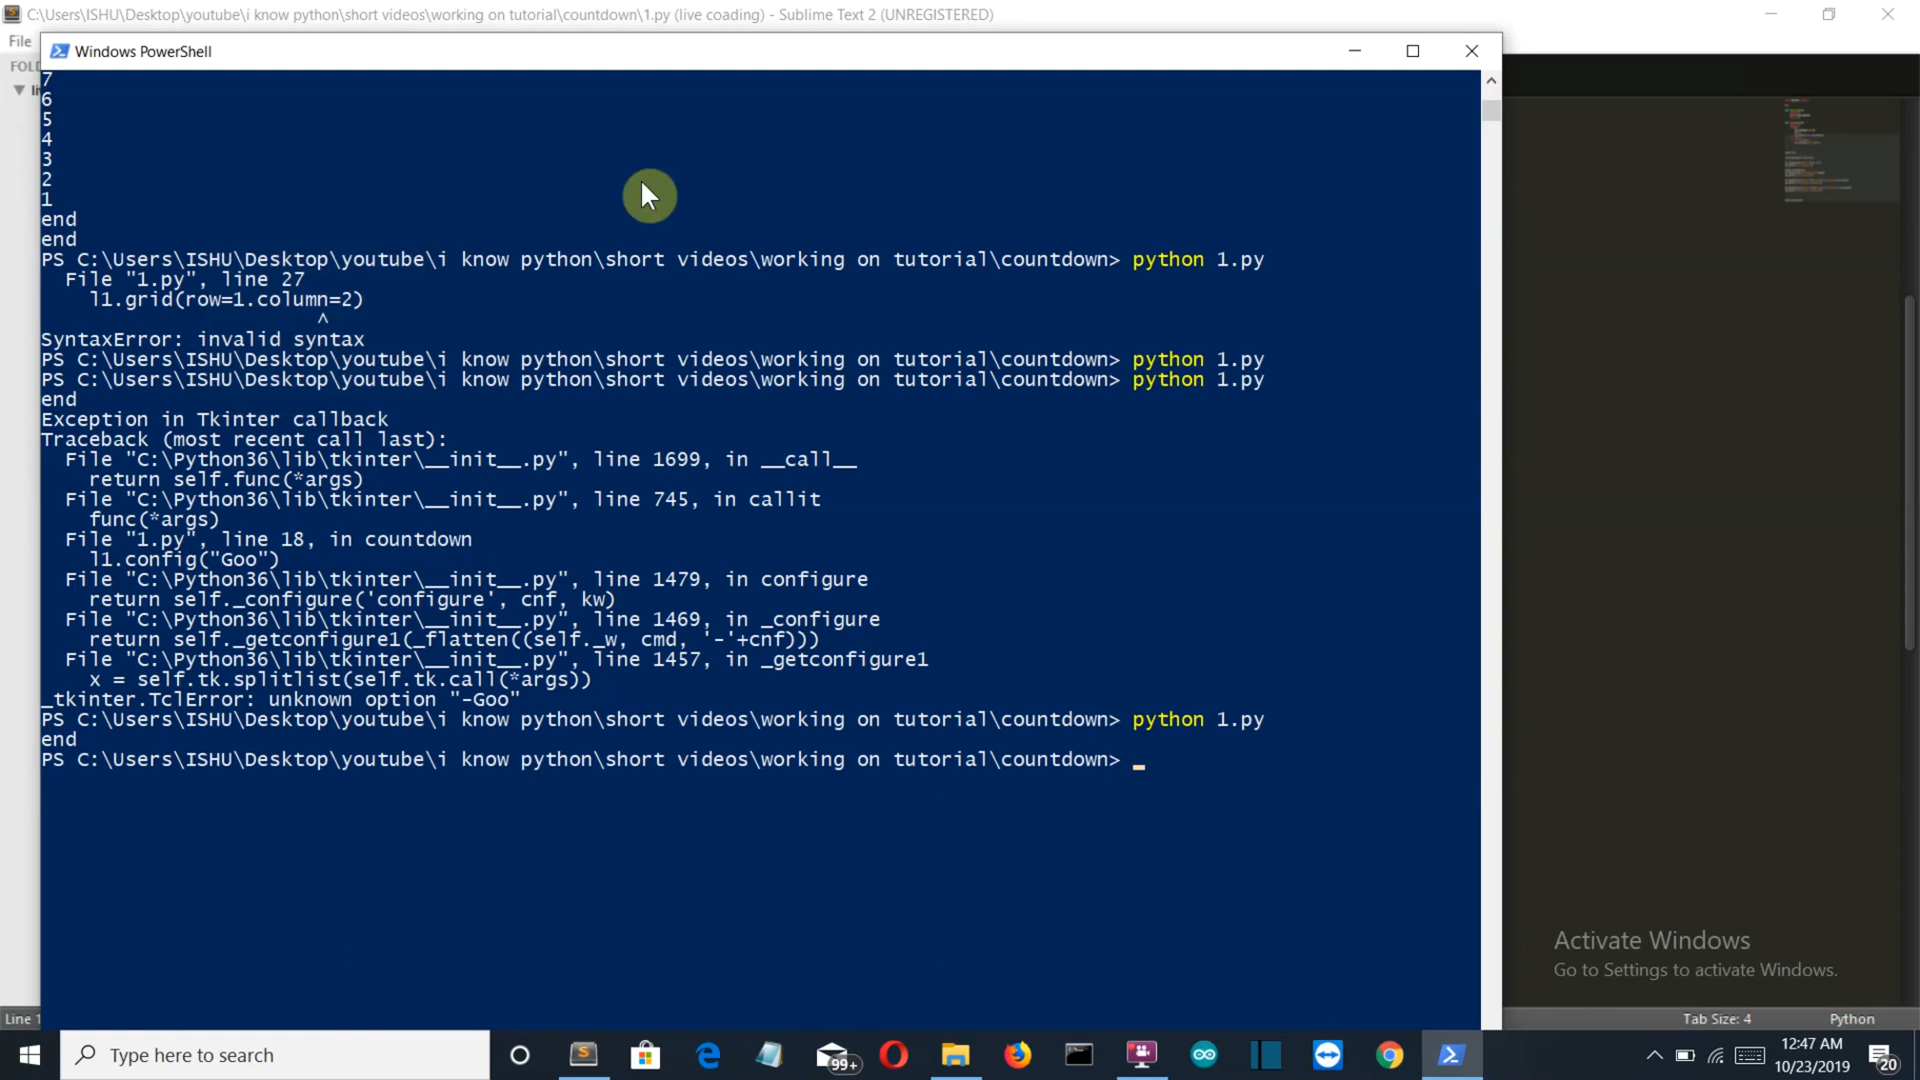 C:\Users\ISHU\Desktop\youtube\i know python\short videos\working on tutorial\countdown\1.py (live coading) - Sublime Text 2 (UNREGISTERED)
File
Windows PowerShell
7
6
5
4
3
2
1
end
end
PS C:\Users\ISHU\Desktop\youtube\i know python\short videos\working on tutorial\countdown> python 1.py
File "1.py", line 27
l1.grid(row=1.column=2)
^
SyntaxError: invalid syntax
PS C:\Users\ISHU\Desktop\youtube\i know python\short videos\working on tutorial\countdown> python 1.py
PS C:\Users\ISHU\Desktop\youtube\i know python\short videos\working on tutorial\countdown> python 1.py
end
Exception in Tkinter callback
Traceback (most recent call last):
File "C:\Python36\lib\tkinter\__init__.py", line 1699, in __call__
return self.func(*args)
File "C:\Python36\lib\tkinter\__init__.py", line 745, in callit
func(*args)
File "1.py", line 18, in countdown
l1.config("Goo")
File "C:\Python36\lib\tkinter\__init__.py", line 1479, in configure
return self._configure('configure', cnf, kw)
File "C:\Python36\lib\tkinter\__init__.py", line 1469, in _configure
return self._getconfigure1(_flatten((self._w, cmd, '-'+cnf)))
File "C:\Python36\lib\tkinter\__init__.py", line 1457, in _getconfigure1
x = self.tk.splitlist(self.tk.call(*args))
_tkinter.TclError: unknown option "-Goo"
PS C:\Users\ISHU\Desktop\youtube\i know python\short videos\working on tutorial\countdown> python 1.py
end
PS C:\Users\ISHU\Desktop\youtube\i know python\short videos\working on tutorial\countdown> _
Activate Windows
Go to Settings to activate Windows.
Line 1
Tab Size: 4
Python
Type here to search
99+
12:47 AM
10/23/2019
20